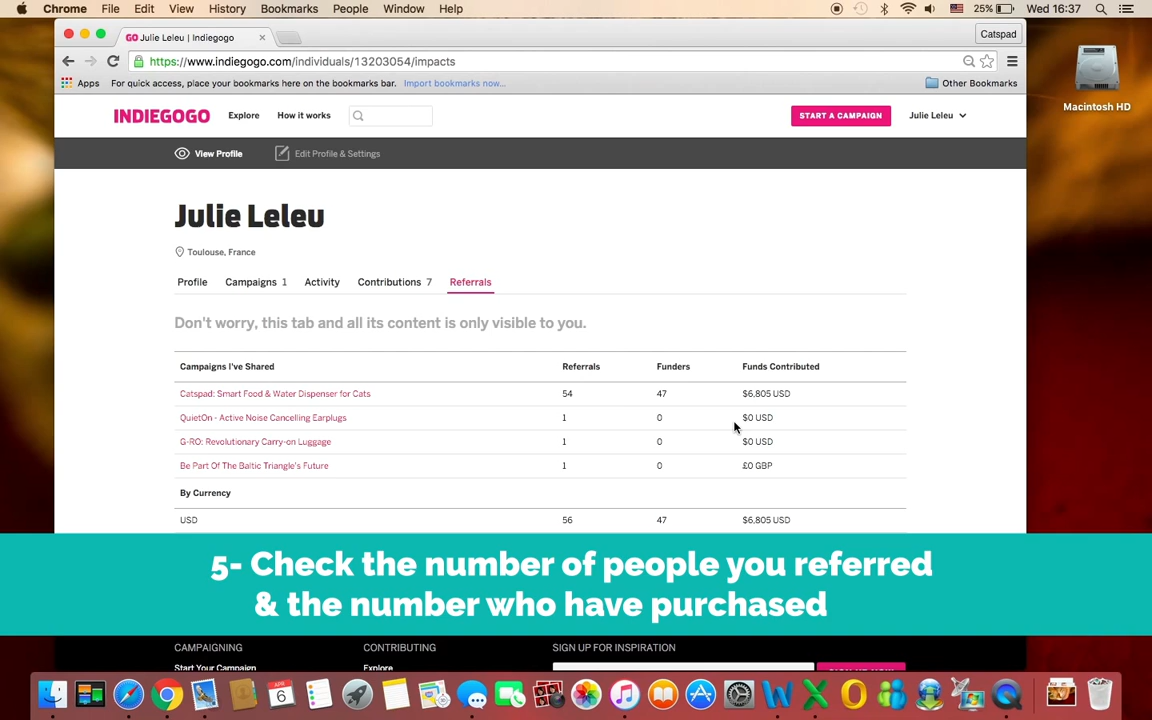 Chrome File Edit View History Bookmarks People Window Help 25% Wed 16:37
GO Julie Leleu | Indiegogo Catspad
https://www.indiegogo.com/individuals/13203054/impacts
Apps For quick access, place your bookmarks here on the bookmarks bar. Import bookmarks now... Other Bookmarks
Macintosh HD
INDIEGOGO Explore How it works START A CAMPAIGN Julie Leleu
View Profile Edit Profile & Settings
Julie Leleu
Toulouse, France
Profile Campaigns 1 Activity Contributions 7 Referrals
Don't worry, this tab and all its content is only visible to you.
Campaigns I've Shared Referrals Funders Funds Contributed
Catspad: Smart Food & Water Dispenser for Cats 54 47 $6,805 USD
QuietOn - Active Noise Cancelling Earplugs 1 0 $0 USD
G-RO: Revolutionary Carry-on Luggage 1 0 $0 USD
Be Part Of The Baltic Triangle's Future 1 0 £0 GBP
By Currency
USD 56 47 $6,805 USD
5- Check the number of people you referred
& the number who have purchased
CAMPAIGNING CONTRIBUTING SIGN UP FOR INSPIRATION
Start Your Campaign Explore
6